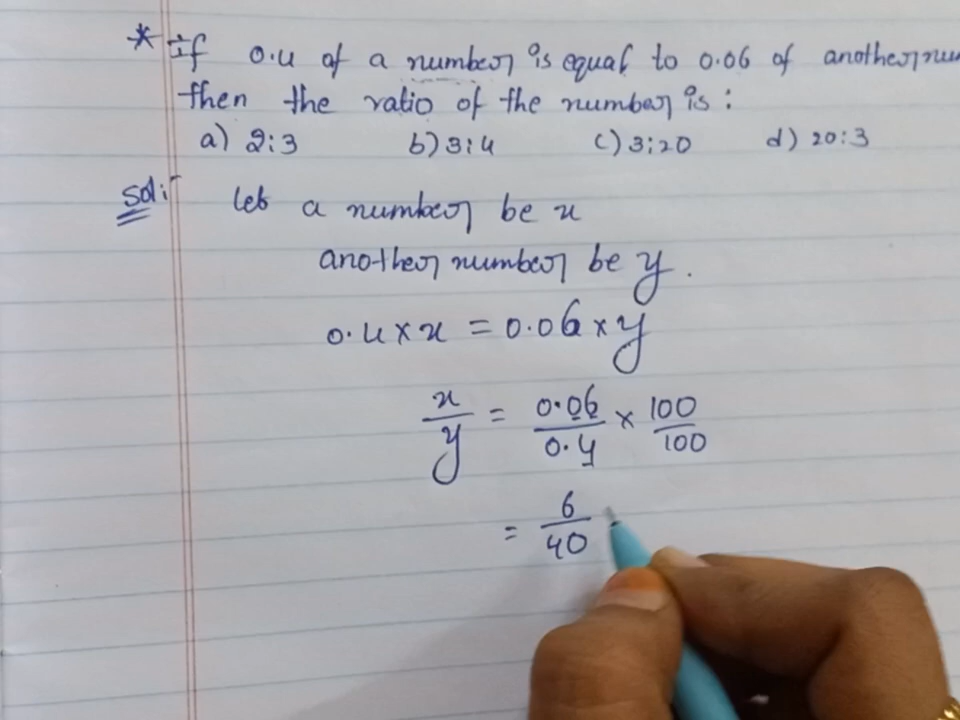 * If 0.4 of a number is equal to 0.06 of another
then the ratio of the number is :
a) 2:3 b) 3:4 c) 3:20 d) 20:3
Sol:- Let a number be x
another number be y.
0.4 × x = 0.06 × y
x/y = 0.06/0.4 × 100/100
= 6/40